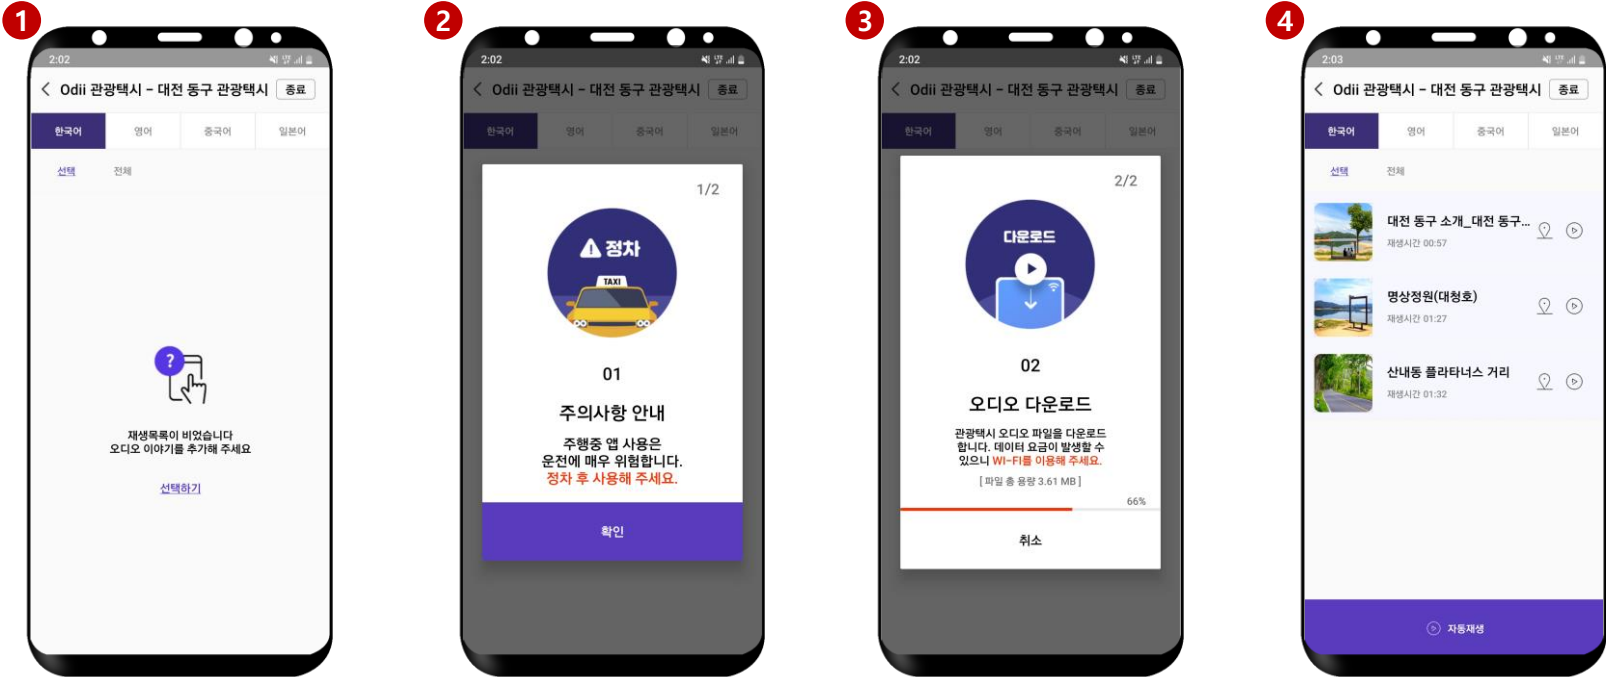 1
2:02
Odii 관광택시 - 대전 동구 관광택시 종료
한국어 영어 중국어 일본어
선택 전체
?
재생목록이 비었습니다
오디오 이야기를 추가해 주세요
선택하기
2
2:02
Odii 관광택시 - 대전 동구 관광택시 종료
한국어 영어 중국어 일본어
1/2
정차
TAXI
01
주의사항 안내
주행중 앱 사용은
운전에 매우 위험합니다.
정차 후 사용해 주세요.
확인
3
2:02
Odii 관광택시 - 대전 동구 관광택시 종료
한국어 영어 중국어 일본어
2/2
다운로드
02
오디오 다운로드
관광택시 오디오 파일을 다운로드
합니다. 데이터 요금이 발생할 수
있으니 WI-FI를 이용해 주세요.
[ 파일 총 용량 3.61 MB ]
66%
취소
4
2:03
Odii 관광택시 - 대전 동구 관광택시 종료
한국어 영어 중국어 일본어
선택 전체
대전 동구 소개_대전 동구...
재생시간 00:57
명상정원(대청호)
재생시간 01:27
산내동 플라타너스 거리
재생시간 01:32
자동재생